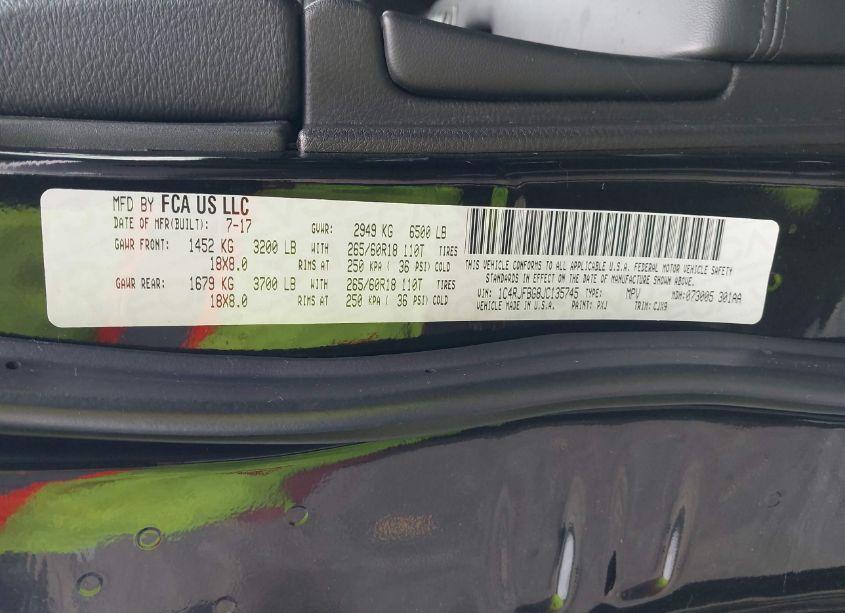 MFD BY FCA US LLC
DATE OF MFR(BUILT): 7-17 GVWR: 2949 KG 6500 LB
GAWR FRONT: 1452 KG 3200 LB WITH 265/60R18 110T TIRES
18X8.0 RIMS AT 250 KPA ( 36 PSI) COLD
GAWR REAR: 1679 KG 3700 LB WITH 265/60R18 110T TIRES
18X8.0 RIMS AT 250 KPA ( 36 PSI) COLD
THIS VEHICLE CONFORMS TO ALL APPLICABLE U.S.A. FEDERAL MOTOR VEHICLE SAFETY
STANDARDS IN EFFECT ON THE DATE OF MANUFACTURE SHOWN ABOVE.
VIN: 1C4RJFBG8JC135745 TYPE: MPV MDH: 073005 301AA
VEHICLE MADE IN U.S.A. PAINT: PXJ TRIM: CJX9